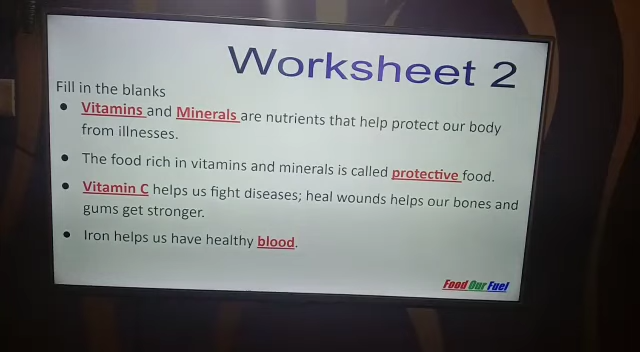 Worksheet 2
Fill in the blanks
• Vitamins and Minerals are nutrients that help protect our body
from illnesses.
• The food rich in vitamins and minerals is called protective food.
• Vitamin C helps us fight diseases; heal wounds helps our bones and
gums get stronger.
• Iron helps us have healthy blood.
Food Our Fuel